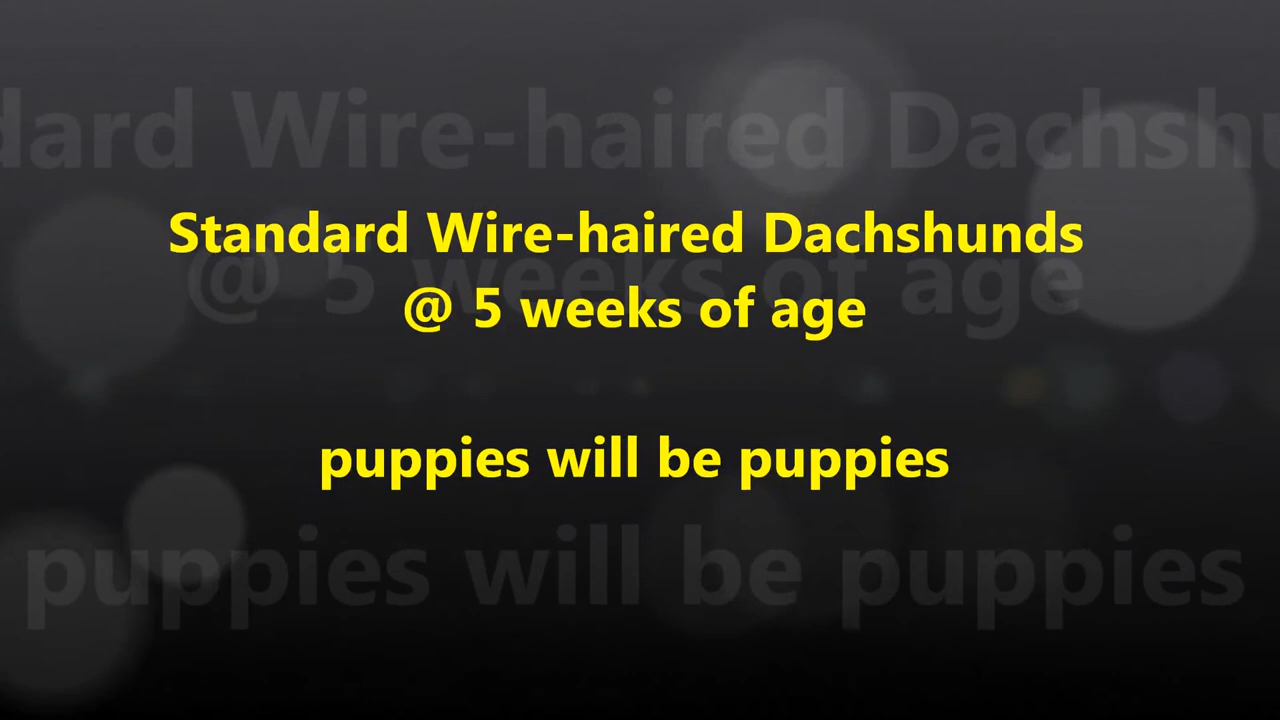 Standard Wire-haired Dachshunds
@ 5 weeks of age
puppies will be puppies